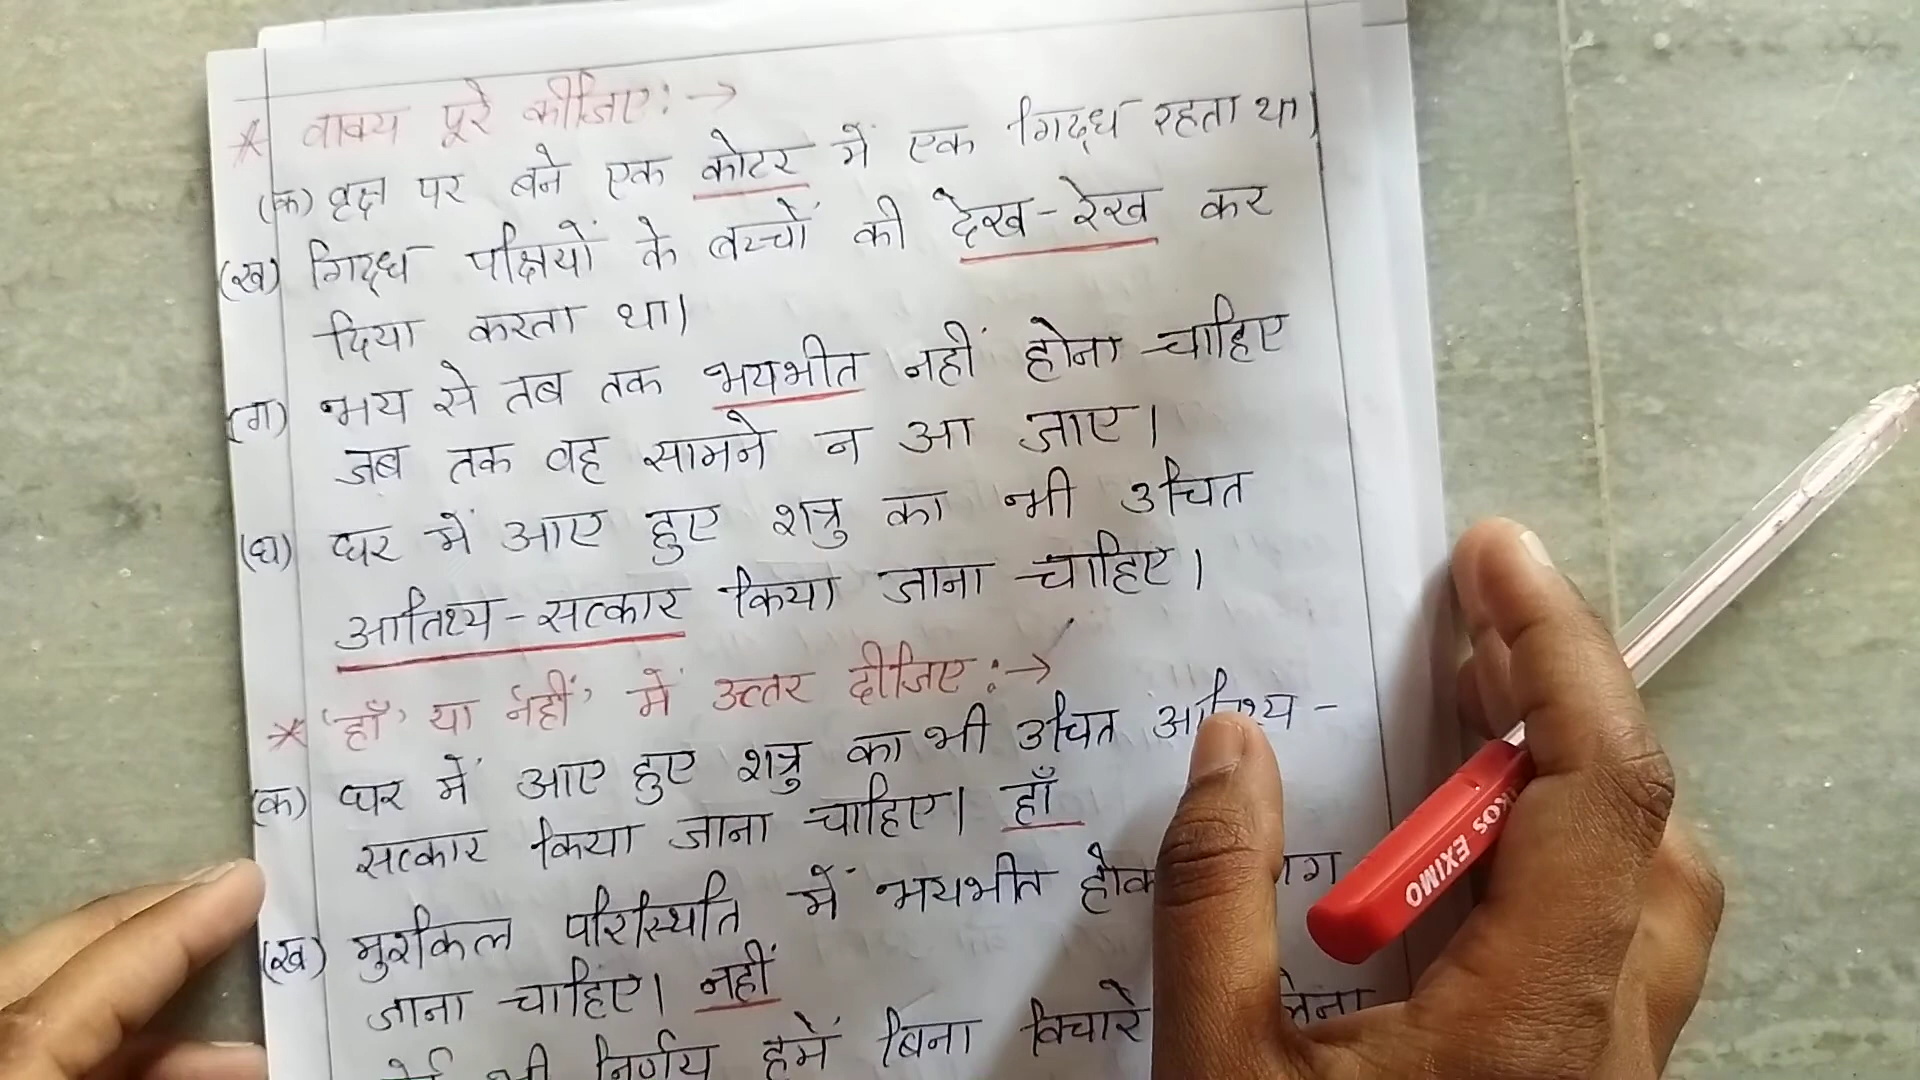 * वाक्य पूरे कीजिए:→
(क) वृक्ष पर बने एक कोटर में एक गिद्ध रहता था।
(ख) गिद्ध पक्षियों के बच्चों की देख-रेख कर
दिया करता था।
(ग) भय से तब तक भयभीत नहीं होना चाहिए
जब तक वह सामने न आ जाए।
(घ) घर में आए हुए शत्रु का भी उचित
आतिथ्य-सत्कार किया जाना चाहिए।
* 'हाँ' या 'नहीं' में उत्तर दीजिए:→
(क) घर में आए हुए शत्रु का भी उचित आतिथ्य-
सत्कार किया जाना चाहिए। हाँ
(ख) मुश्किल परिस्थिति में भयभीत
जाना चाहिए। नहीं
भी निर्णय हमें बिना विचारे लेना
EXIMO